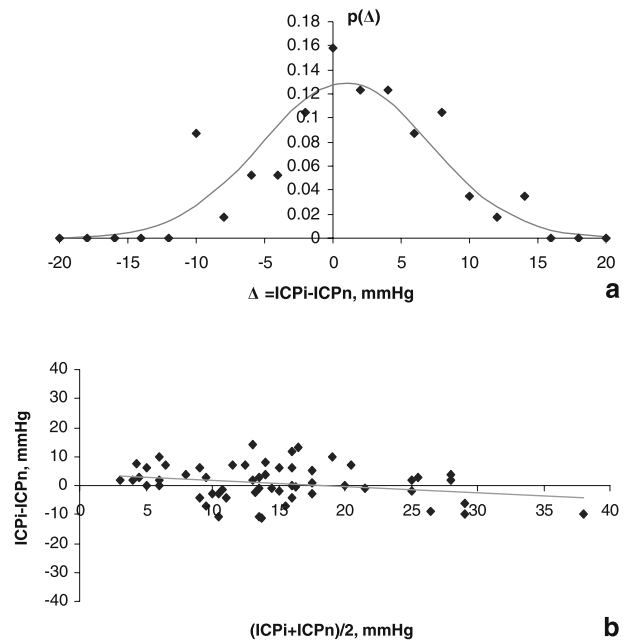 p(Δ)
0.18
0.16
0.14
0.12
0.1
0.08
0.06
0.04
0.02
0
-20 -15 -10 -5 0 5 10 15 20
Δ =ICPi-ICPn, mmHg
a
40
30
20
10
0
-10
-20
-30
-40
0 5 10 15 20 25 30 35 40
ICPi-ICPn, mmHg
(ICPi+ICPn)/2, mmHg
b